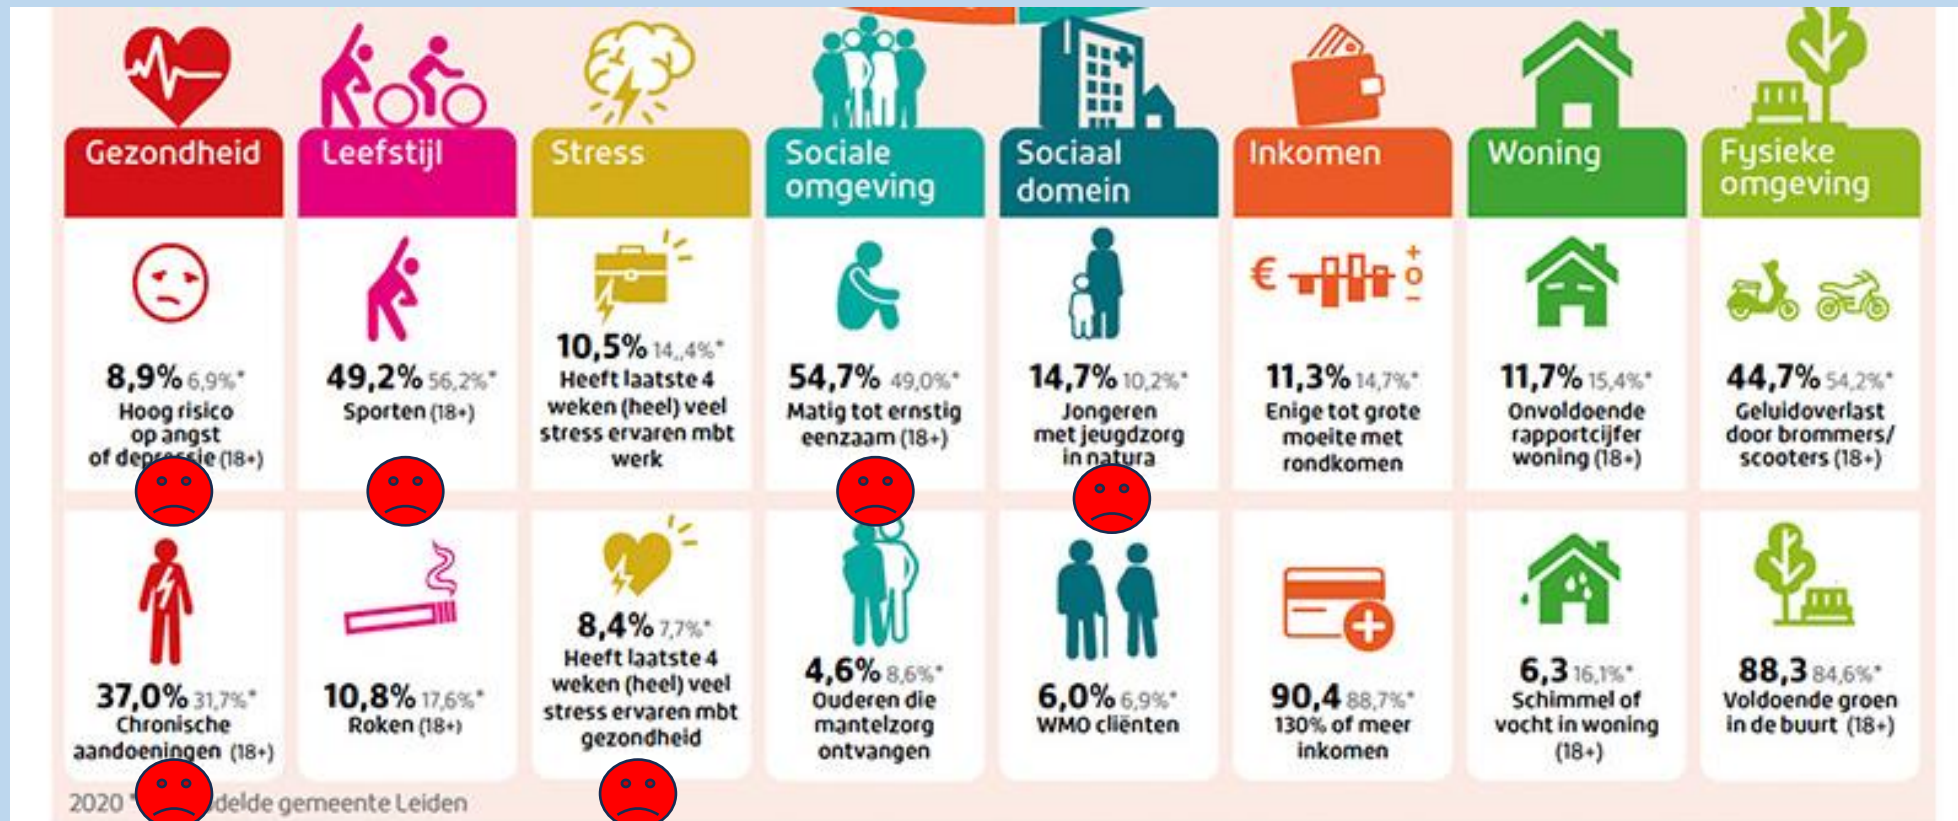 Gezondheid
Leefstijl
Stress
Sociale
omgeving
Sociaal
domein
Inkomen
Woning
Fysieke
omgeving
8,9% 6,9%*
Hoog risico
op angst
of depressie (18+)
49,2% 56,2%*
Sporten (18+)
10,5% 14,,4%*
Heeft laatste 4
weken (heel) veel
stress ervaren mbt
werk
54,7% 49,0%*
Matig tot ernstig
eenzaam (18+)
14,7% 10,2%*
Jongeren
met jeugdzorg
in natura
€
+
0
−
11,3% 14,7%*
Enige tot grote
moeite met
rondkomen
11,7% 15,4%*
Onvoldoende
rapportcijfer
woning (18+)
44,7% 54,2%*
Geluidoverlast
door brommers/
scooters (18+)
37,0% 31,7%*
Chronische
aandoeningen (18+)
10,8% 17,6%*
Roken (18+)
8,4% 7,7%*
Heeft laatste 4
weken (heel) veel
stress ervaren mbt
gezondheid
4,6% 8,6%*
Ouderen die
mantelzorg
ontvangen
6,0% 6,9%*
WMO cliënten
90,4 88,7%*
130% of meer
inkomen
6,3 16,1%*
Schimmel of
vocht in woning
(18+)
88,3 84,6%*
Voldoende groen
in de buurt (18+)
2020 * delde gemeente Leiden